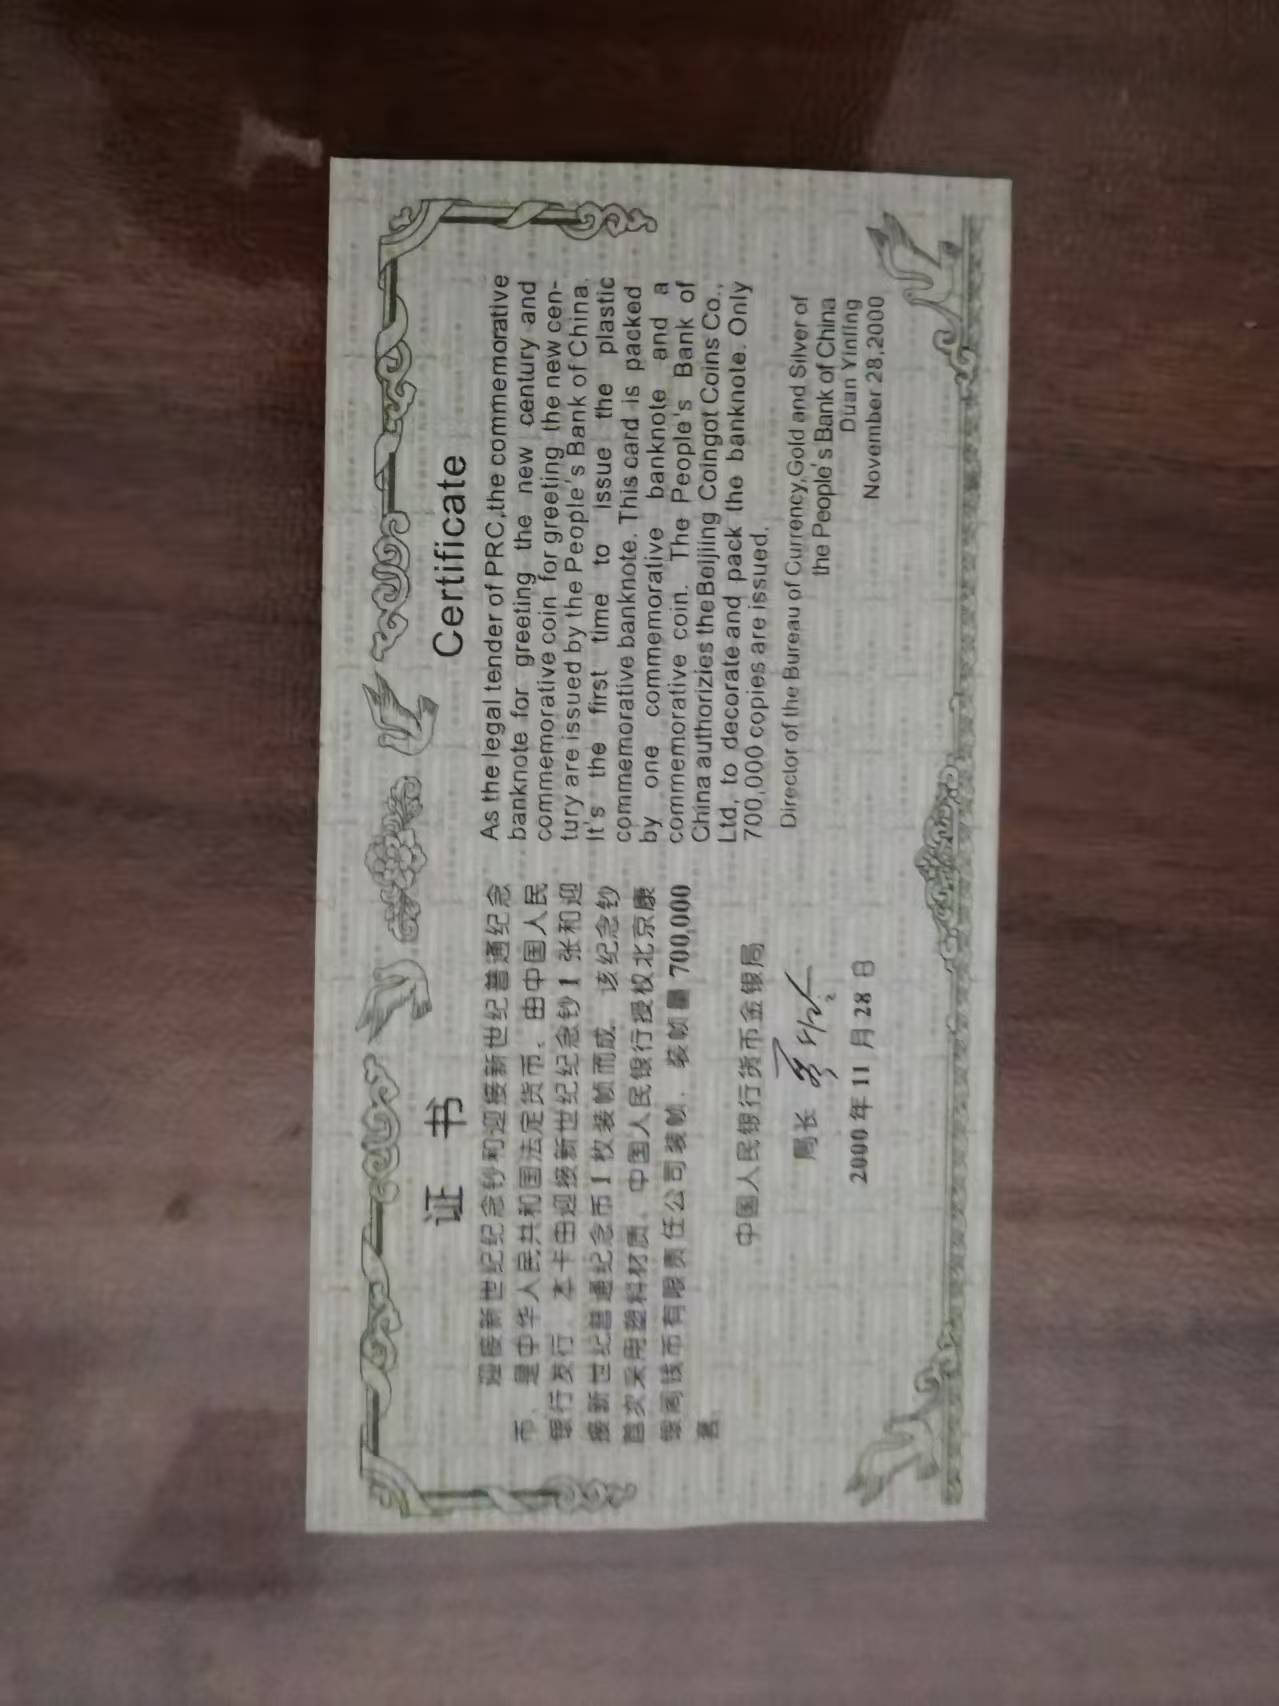 证 书
迎接新世纪纪念钞和迎接新世纪普通纪念
币，是中华人民共和国法定货币。由中国人民
银行发行。本卡由迎接新世纪纪念钞1张和迎
接新世纪普通纪念币1枚装帧而成。该纪念钞
首次采用塑料材质。中国人民银行授权北京康
银阁钱币有限责任公司装帧，装帧量700,000
套。
中国人民银行货币金银局
局长
2000年11月28日
Certificate
As the legal tender of PRC,the commemorative
banknote for greeting the new century and
commemorative coin for greeting the new cen-
tury are issued by the People's Bank of China.
It's the first time to issue the plastic
commemorative banknote. This card is packed
by one commemorative banknote and a
commemorative coin. The People's Bank of
China authorizies the Beijing Coingot Coins Co.,
Ltd, to decorate and pack the banknote. Only
700,000 copies are issued.
Director of the Bureau of Currency,Gold and Silver of
the People's Bank of China
Duan Yinling
November 28,2000